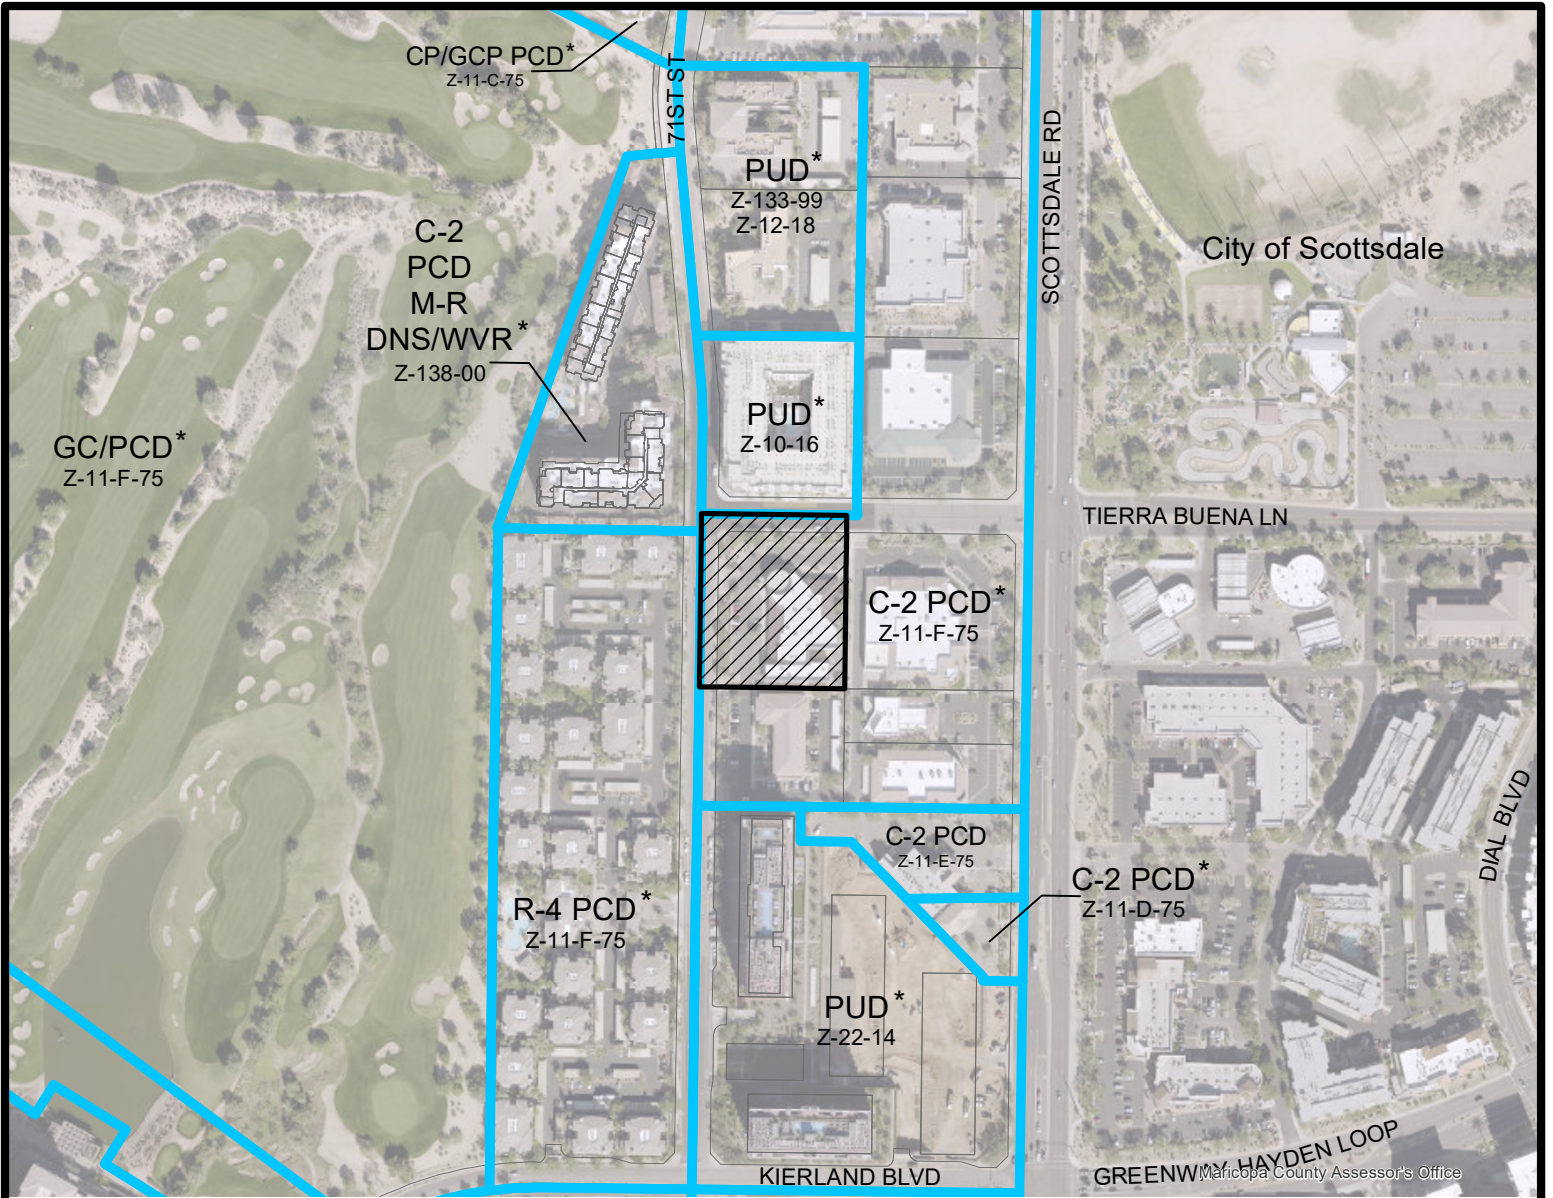 CP/GCP PCD*
Z-11-C-75
71ST ST
SCOTTSDALE RD
PUD*
Z-133-99
Z-12-18
City of Scottsdale
C-2
PCD
M-R
DNS/WVR*
Z-138-00
PUD*
Z-10-16
GC/PCD*
Z-11-F-75
TIERRA BUENA LN
C-2 PCD*
Z-11-F-75
C-2 PCD
Z-11-E-75
C-2 PCD*
Z-11-D-75
DIAL BLVD
R-4 PCD*
Z-11-F-75
PUD*
Z-22-14
KIERLAND BLVD
GREENWAY HAYDEN LOOP
Maricopa County Assessor's Office